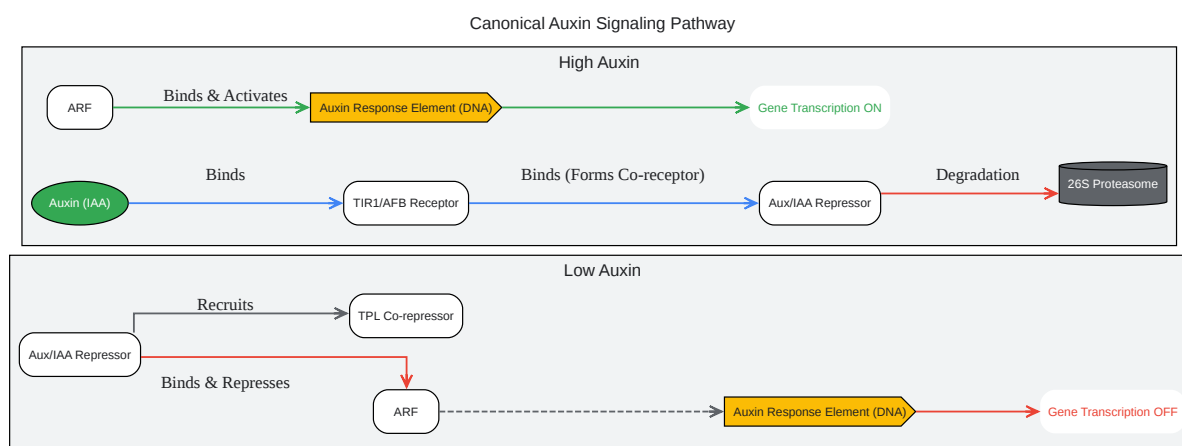 Canonical Auxin Signaling Pathway
High Auxin
ARF
Binds & Activates
Auxin Response Element (DNA)
Gene Transcription ON
Auxin (IAA)
Binds
TIR1/AFB Receptor
Binds (Forms Co-receptor)
Aux/IAA Repressor
Degradation
26S Proteasome
Low Auxin
Aux/IAA Repressor
Recruits
TPL Co-repressor
Binds & Represses
ARF
Auxin Response Element (DNA)
Gene Transcription OFF